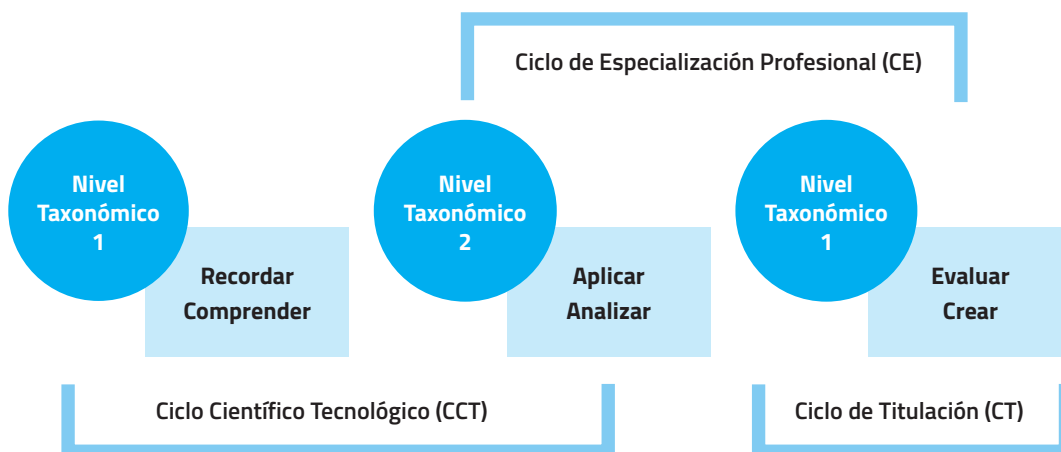 Ciclo de Especialización Profesional (CE)
Nivel
Taxonómico
1
Recordar
Comprender
Nivel
Taxonómico
2
Aplicar
Analizar
Nivel
Taxonómico
1
Evaluar
Crear
Ciclo Científico Tecnológico (CCT)
Ciclo de Titulación (CT)